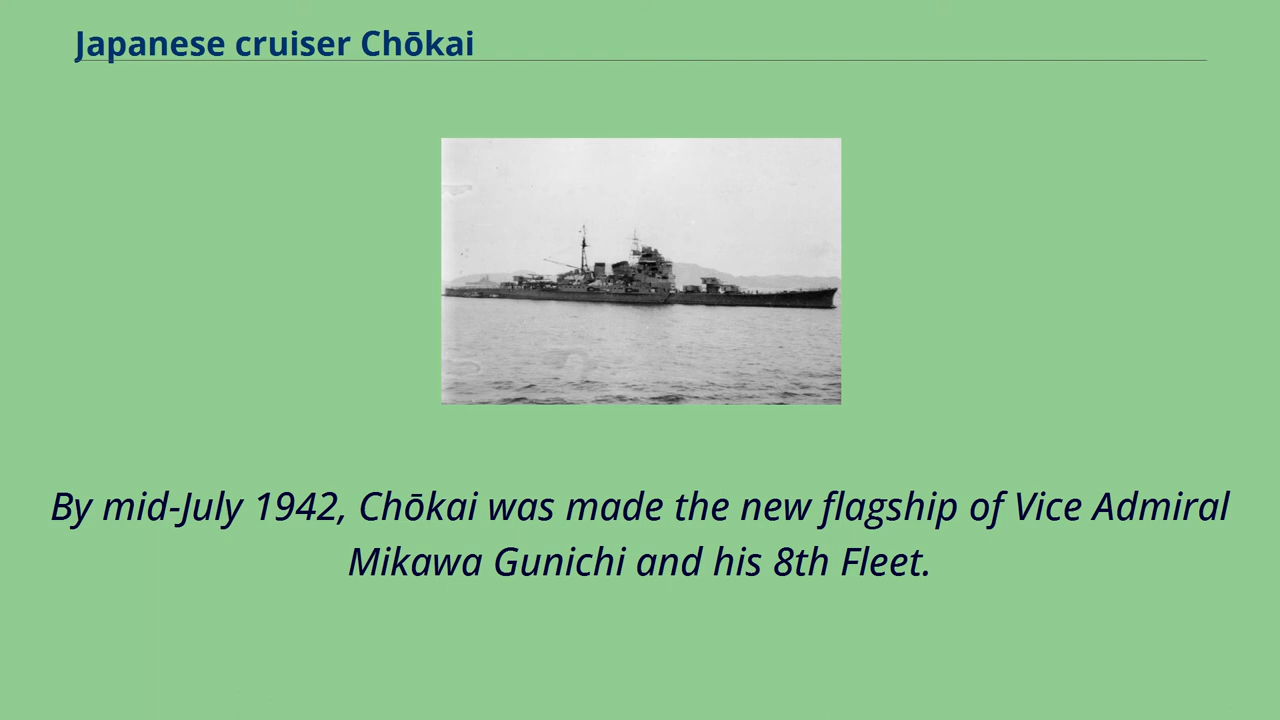 Japanese cruiser Chōkai
By mid-July 1942, Chōkai was made the new flagship of Vice Admiral
Mikawa Gunichi and his 8th Fleet.